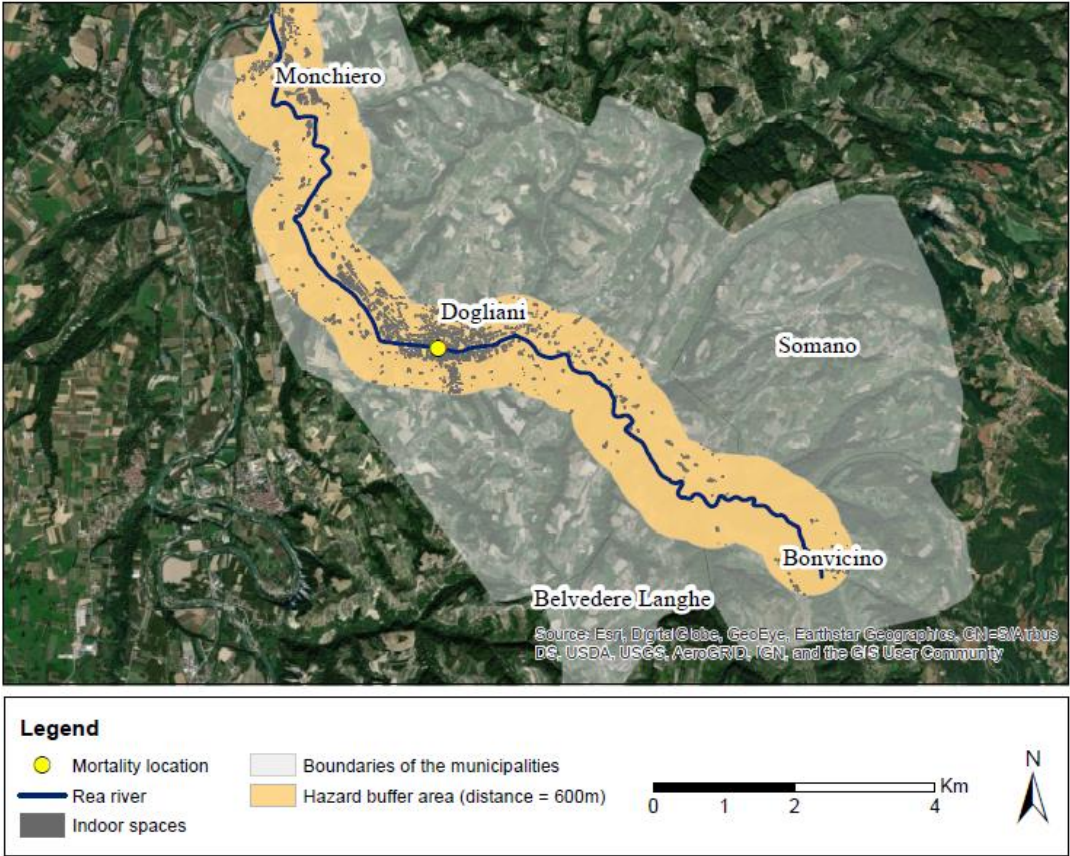 Monchiero
Dogliani
Somano
Bonvicino
Belvedere Langhe
Source: Esri, DigitalGlobe, GeoEye, Earthstar Geographics, CNES/Airbus
DS, USDA, USGS, AeroGRID, IGN, and the GIS User Community
Legend
Mortality location
Rea river
Indoor spaces
Boundaries of the municipalities
Hazard buffer area (distance = 600m)
Km
0 1 2 4
N